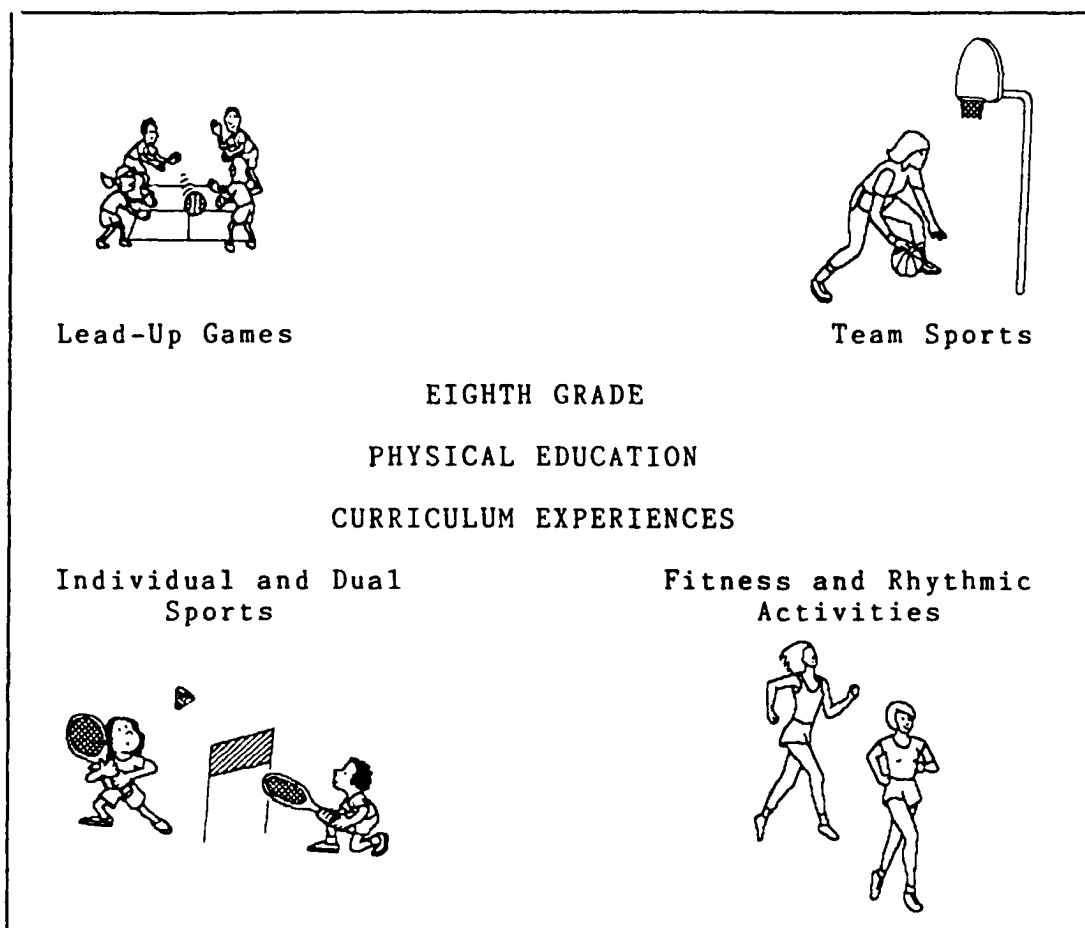 Lead-Up Games
Team Sports
EIGHTH GRADE
PHYSICAL EDUCATION
CURRICULUM EXPERIENCES
Individual and Dual
Sports
Fitness and Rhythmic
Activities